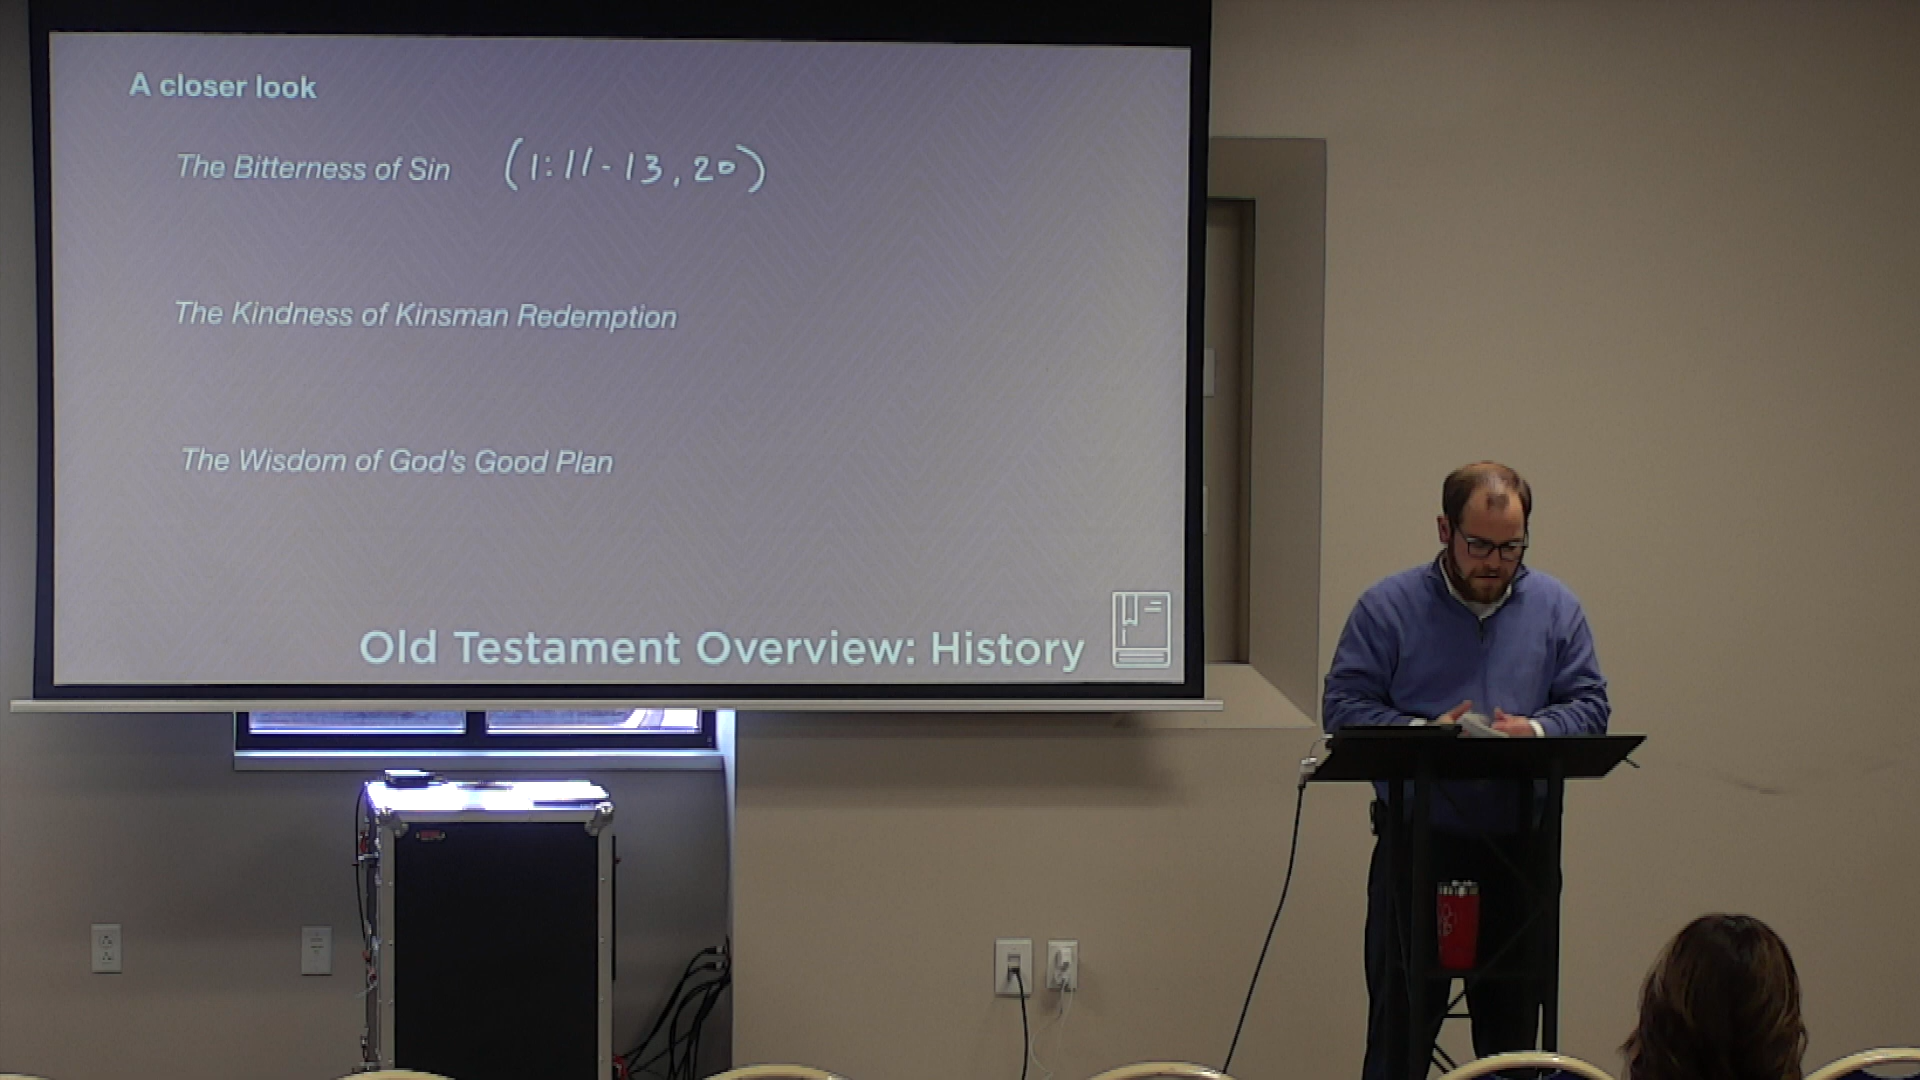 A closer look
The Bitterness of Sin (1:11-13, 20)
The Kindness of Kinsman Redemption
The Wisdom of God's Good Plan
Old Testament Overview: History